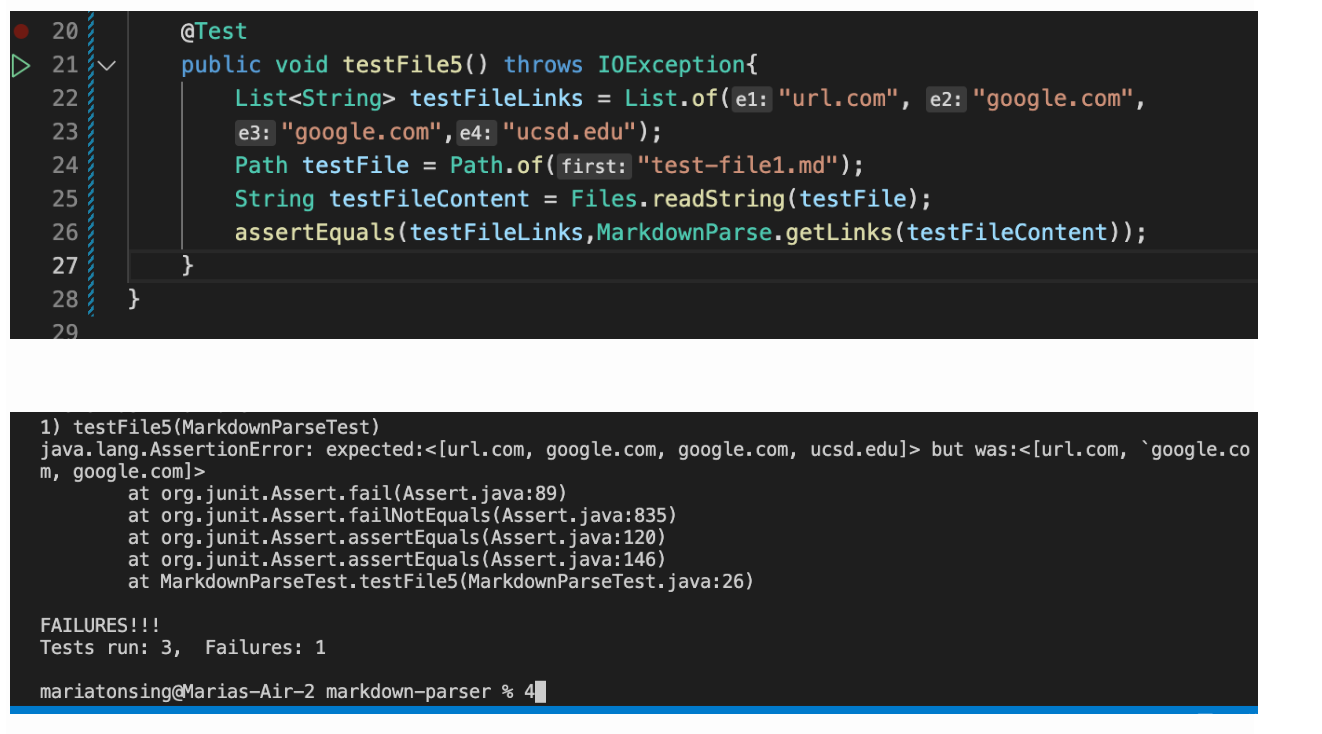 20 @Test
21 public void testFile5() throws IOException{
22 List<String> testFileLinks = List.of(e1: "url.com", e2: "google.com",
23 e3: "google.com",e4: "ucsd.edu");
24 Path testFile = Path.of(first: "test-file1.md");
25 String testFileContent = Files.readString(testFile);
26 assertEquals(testFileLinks,MarkdownParse.getLinks(testFileContent));
27 }
28 }
29
1) testFile5(MarkdownParseTest)
java.lang.AssertionError: expected:<[url.com, google.com, google.com, ucsd.edu]> but was:<[url.com, `google.co
m, google.com]>
at org.junit.Assert.fail(Assert.java:89)
at org.junit.Assert.failNotEquals(Assert.java:835)
at org.junit.Assert.assertEquals(Assert.java:120)
at org.junit.Assert.assertEquals(Assert.java:146)
at MarkdownParseTest.testFile5(MarkdownParseTest.java:26)
FAILURES!!!
Tests run: 3,  Failures: 1
mariatonsing@Marias-Air-2 markdown-parser % 4